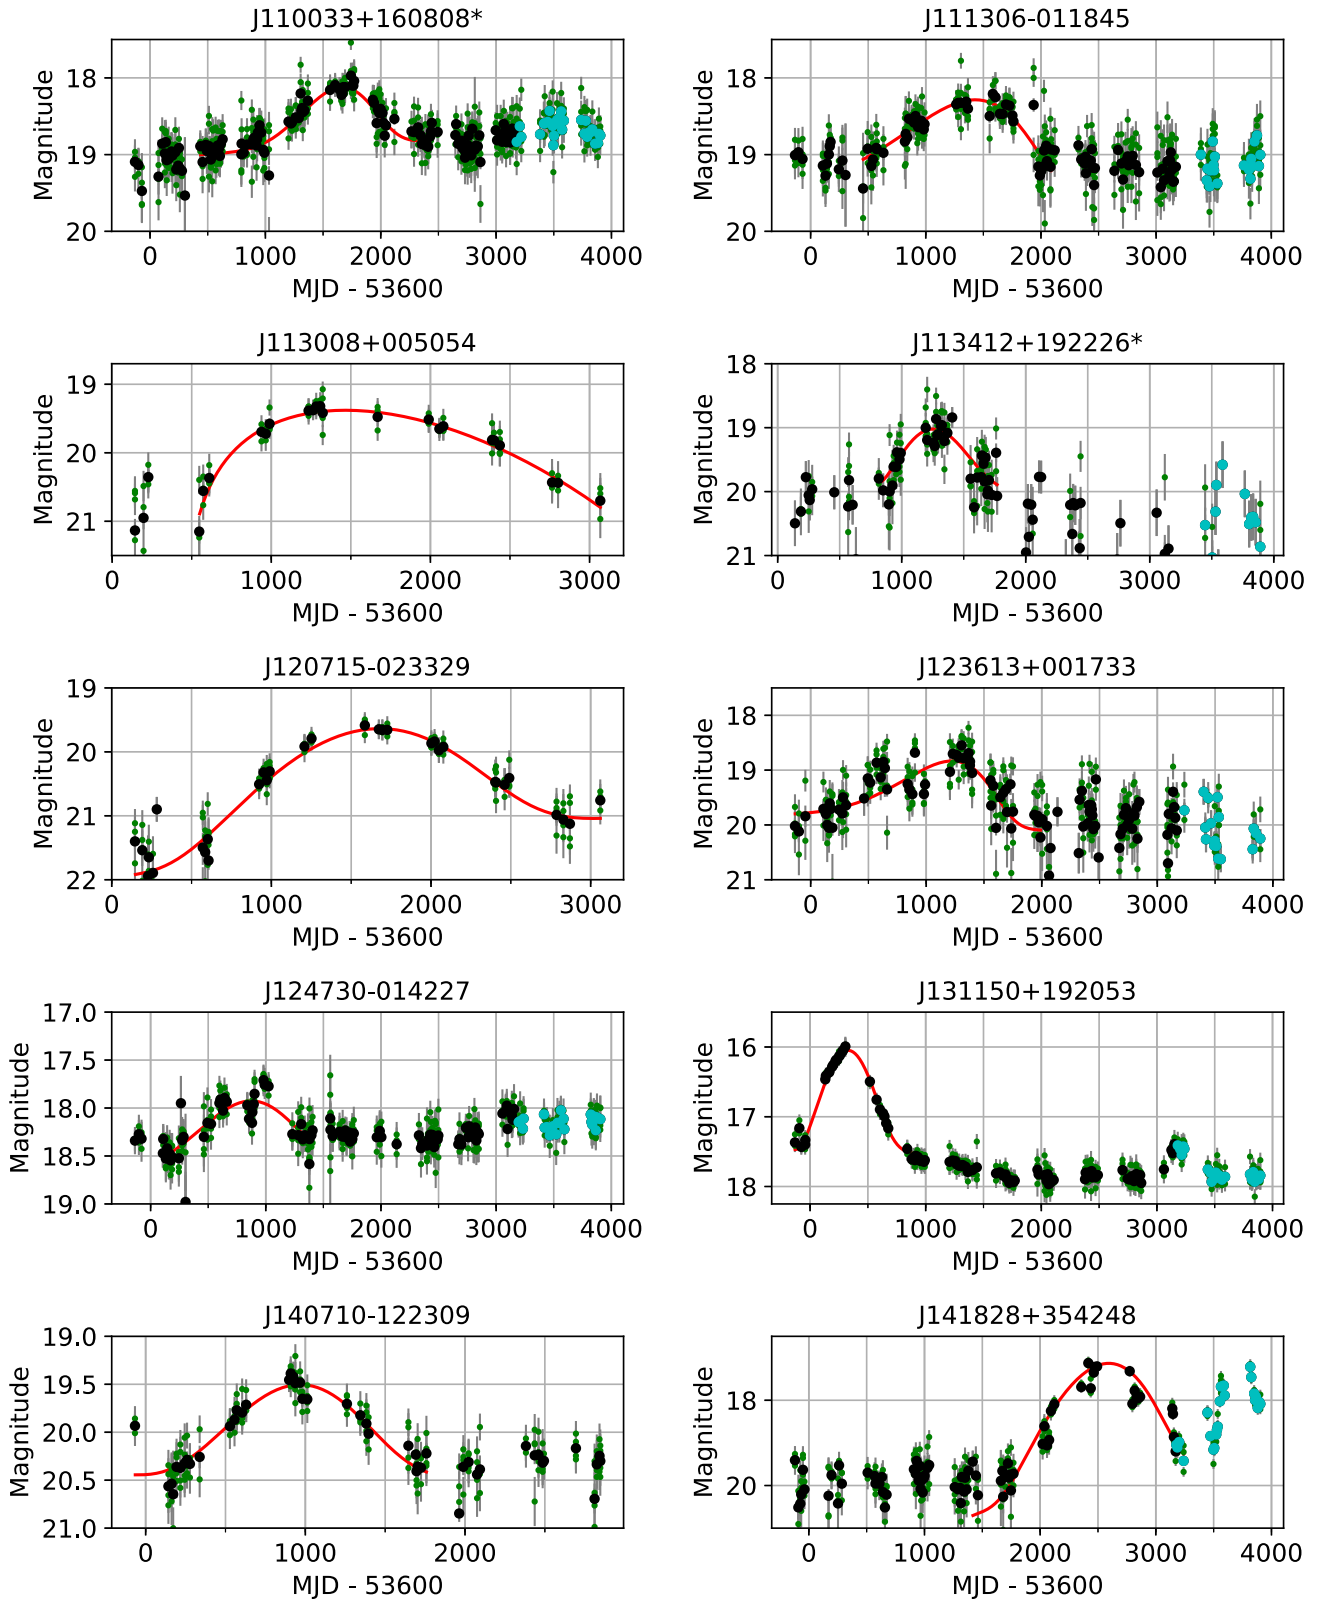 J110033+160808*
J111306-011845
18
19
20
Magnitude
0
1000
2000
3000
4000
MJD - 53600
18
19
20
Magnitude
0
1000
2000
3000
4000
MJD - 53600
J113008+005054
J113412+192226*
19
20
21
Magnitude
0
1000
2000
3000
MJD - 53600
18
19
20
21
Magnitude
0
1000
2000
3000
4000
MJD - 53600
J120715-023329
J123613+001733
19
20
21
22
Magnitude
0
1000
2000
3000
MJD - 53600
18
19
20
21
Magnitude
0
1000
2000
3000
4000
MJD - 53600
J124730-014227
J131150+192053
17.0
17.5
18.0
18.5
19.0
Magnitude
0
1000
2000
3000
4000
MJD - 53600
16
17
18
Magnitude
0
1000
2000
3000
4000
MJD - 53600
J140710-122309
J141828+354248
19.0
19.5
20.0
20.5
21.0
Magnitude
0
1000
2000
MJD - 53600
18
20
Magnitude
0
1000
2000
3000
4000
MJD - 53600